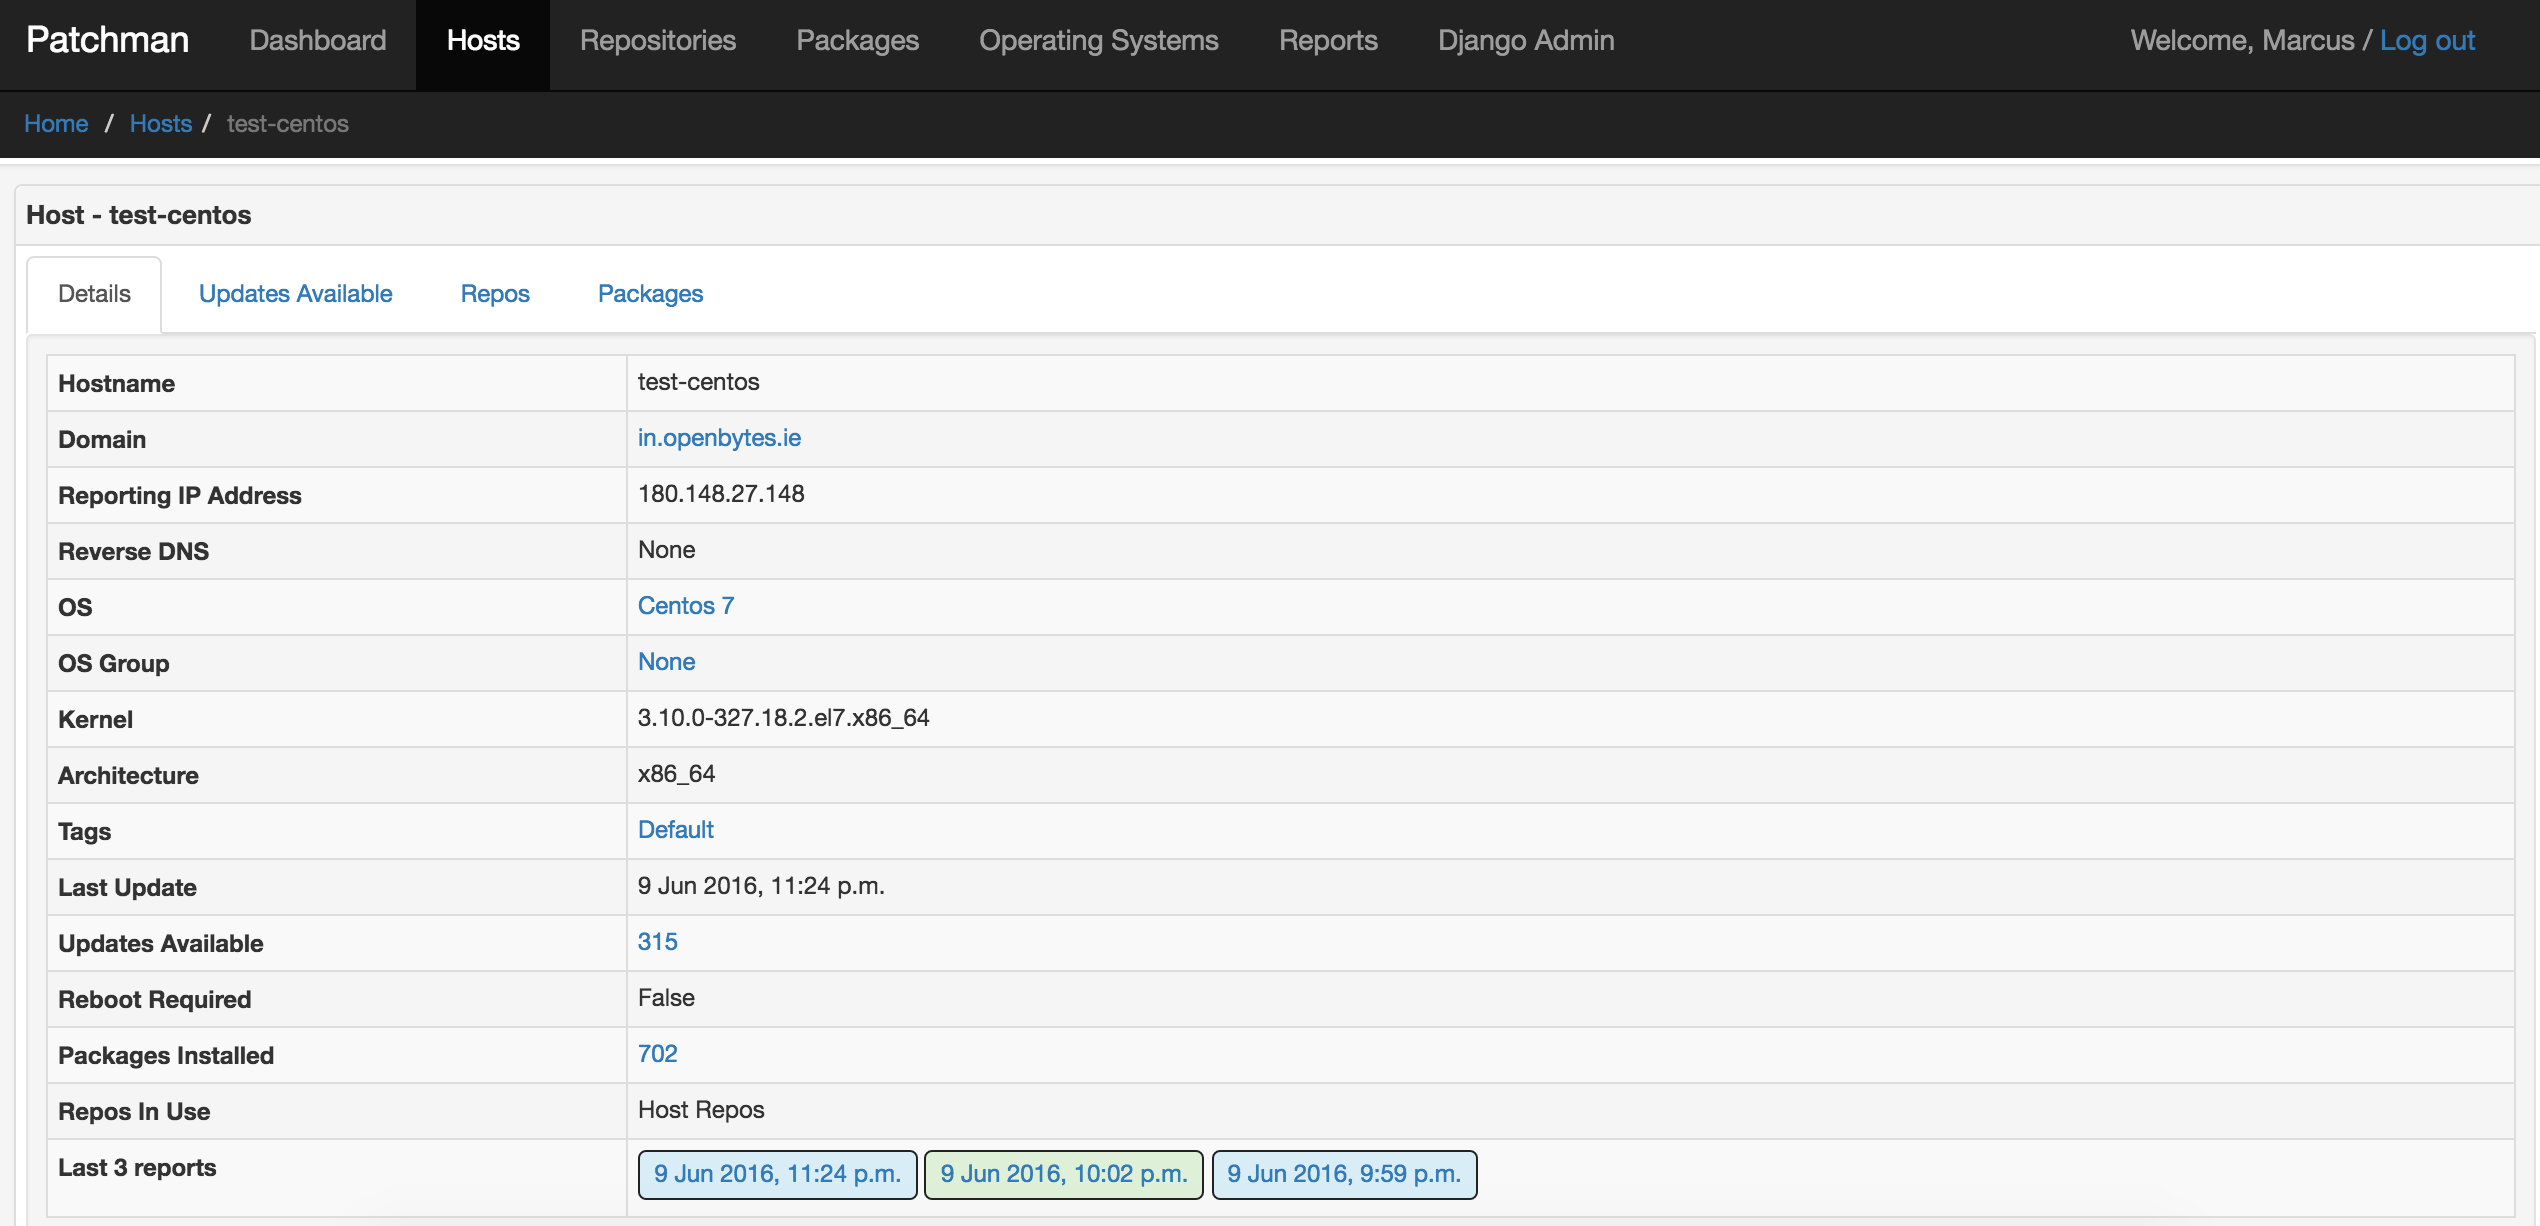 Patchman Dashboard Hosts Repositories Packages Operating Systems Reports Django Admin Welcome, Marcus / Log out
Home / Hosts / test-centos
Host - test-centos
Details Updates Available Repos Packages
Hostname test-centos
Domain in.openbytes.ie
Reporting IP Address 180.148.27.148
Reverse DNS None
OS Centos 7
OS Group None
Kernel 3.10.0-327.18.2.el7.x86_64
Architecture x86_64
Tags Default
Last Update 9 Jun 2016, 11:24 p.m.
Updates Available 315
Reboot Required False
Packages Installed 702
Repos In Use Host Repos
Last 3 reports 9 Jun 2016, 11:24 p.m. 9 Jun 2016, 10:02 p.m. 9 Jun 2016, 9:59 p.m.